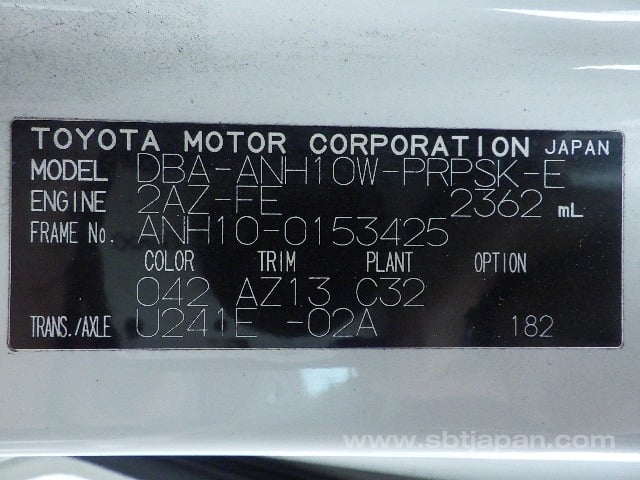 TOYOTA MOTOR CORPORATION JAPAN
MODEL DBA-ANH10W-PRPSK-E
ENGINE 2AZ-FE 2362 mL
FRAME No. ANH10-0153425
COLOR TRIM PLANT OPTION
042 AZ13 C32
TRANS./AXLE U241E -02A 182
www.sbtjapan.com